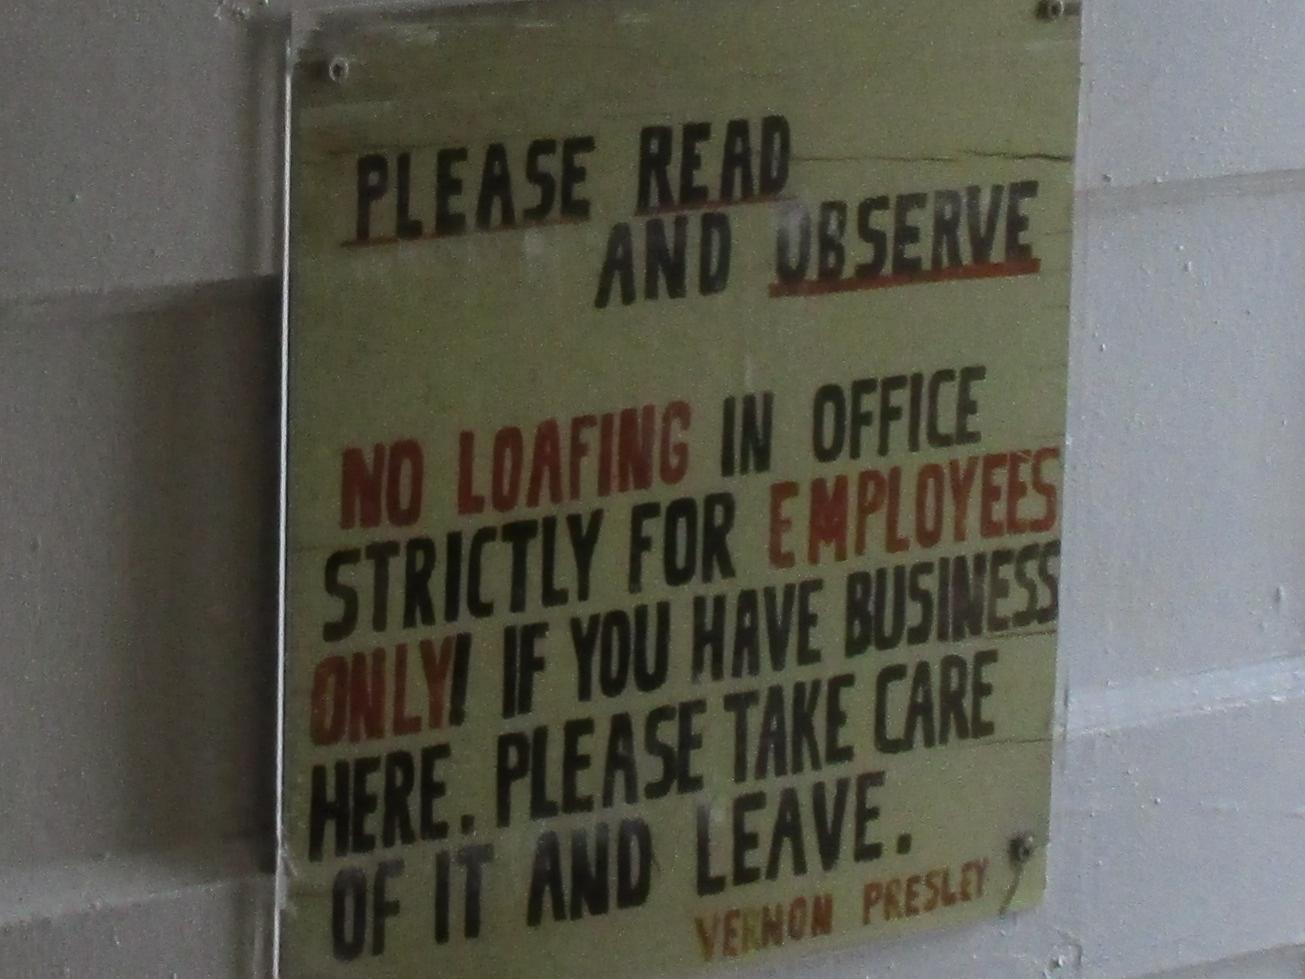 PLEASE READ
AND OBSERVE
NO LOAFING IN OFFICE
STRICTLY FOR EMPLOYEES
ONLY! IF YOU HAVE BUSINESS
HERE. PLEASE TAKE CARE
OF IT AND LEAVE.
VERNON PRESLEY